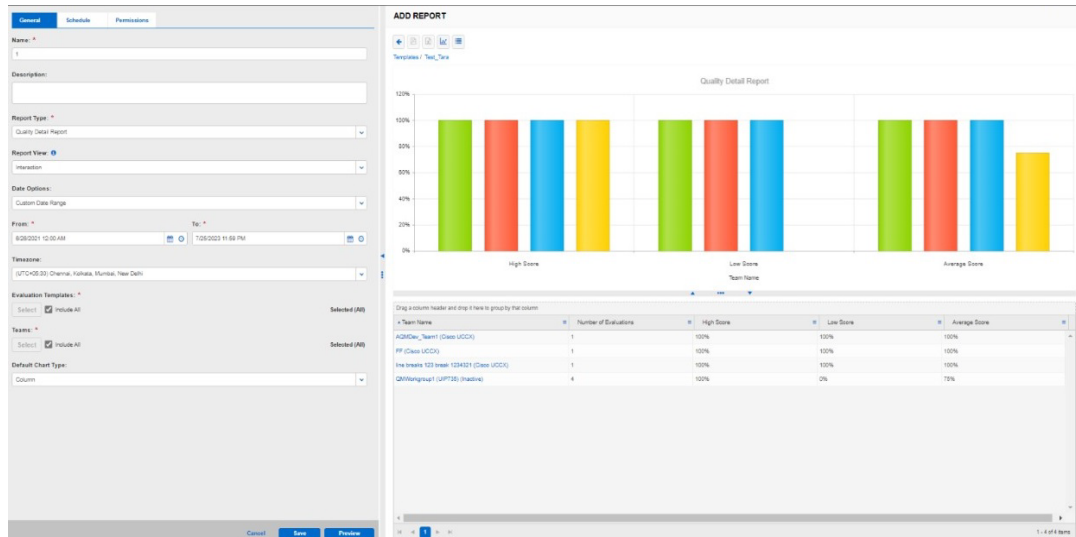 General Schedule Permissions
Name: *
1
Description:
Report Type: *
Quality Detail Report
Report View:
Interaction
Date Options:
Custom Date Range
From: * To: *
9/28/2021 12:00 AM 7/26/2023 11:56 PM
Timezone:
(UTC+05:30) Chennai, Kolkata, Mumbai, New Delhi
Evaluation Templates: *
Select Include All Selected (All)
Teams: *
Select Include All Selected (All)
Default Chart Type:
Column
Cancel Save Preview
ADD REPORT
Templates / Test_Tara
Quality Detail Report
120%
100%
80%
60%
40%
20%
0%
High Score Low Score Average Score
Team Name
Drag a column header and drop it here to group by that column
Team Name Number of Evaluations High Score Low Score Average Score
AQMDev_Team1 (Cisco UCCX) 1 100% 100% 100%
FF (Cisco UCCX) 1 100% 100% 100%
line breaks 123 break 1234321 (Cisco UCCX) 1 100% 100% 100%
QMWorkgroup1 (UIP735) (Inactive) 4 100% 0% 75%
1
1 - 4 of 4 items